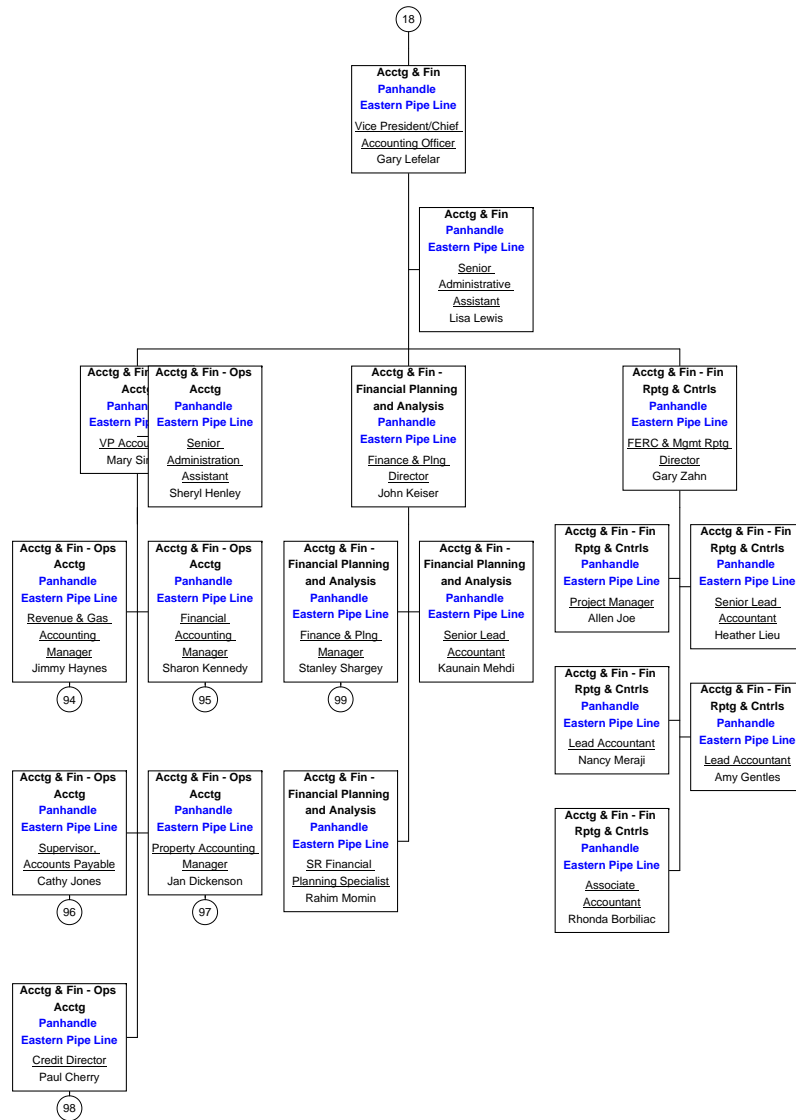 18
Acctg & Fin
Panhandle
Eastern Pipe Line
Vice President/Chief
Accounting Officer
Gary Lefelar
Acctg & Fin
Panhandle
Eastern Pipe Line
Senior
Administrative
Assistant
Lisa Lewis
Acctg & Fin
Acctg
Eastern
VP
Mary
Acctg & Fin - Ops
Acctg
Panhandle
Eastern Pipe Line
Senior
Administration
Assistant
Sheryl Henley
Acctg & Fin -
Financial Planning
and Analysis
Panhandle
Eastern Pipe Line
Finance & Plng
Director
John Keiser
Acctg & Fin - Fin
Rptg & Cntrls
Panhandle
Eastern Pipe Line
FERC & Mgmt Rptg
Director
Gary Zahn
Acctg & Fin - Ops
Acctg
Panhandle
Eastern Pipe Line
Revenue & Gas
Accounting
Manager
Jimmy Haynes
94
Acctg & Fin - Ops
Acctg
Panhandle
Eastern Pipe Line
Financial
Accounting
Manager
Sharon Kennedy
95
Acctg & Fin -
Financial Planning
and Analysis
Panhandle
Eastern Pipe Line
Finance & Plng
Manager
Stanley Shargey
99
Acctg & Fin -
Financial Planning
and Analysis
Panhandle
Eastern Pipe Line
Senior Lead
Accountant
Kaunain Mehdi
Acctg & Fin - Fin
Rptg & Cntrls
Panhandle
Eastern Pipe Line
Project Manager
Allen Joe
Acctg & Fin - Fin
Rptg & Cntrls
Panhandle
Eastern Pipe Line
Senior Lead
Accountant
Heather Lieu
Acctg & Fin - Fin
Rptg & Cntrls
Panhandle
Eastern Pipe Line
Lead Accountant
Nancy Meraji
Acctg & Fin - Fin
Rptg & Cntrls
Panhandle
Eastern Pipe Line
Lead Accountant
Amy Gentles
Acctg & Fin - Ops
Acctg
Panhandle
Eastern Pipe Line
Supervisor,
Accounts Payable
Cathy Jones
96
Acctg & Fin - Ops
Acctg
Panhandle
Eastern Pipe Line
Property Accounting
Manager
Jan Dickenson
97
Acctg & Fin -
Financial Planning
and Analysis
Panhandle
Eastern Pipe Line
SR Financial
Planning Specialist
Rahim Momin
Acctg & Fin - Fin
Rptg & Cntrls
Panhandle
Eastern Pipe Line
Associate
Accountant
Rhonda Borbiliac
Acctg & Fin - Ops
Acctg
Panhandle
Eastern Pipe Line
Credit Director
Paul Cherry
98